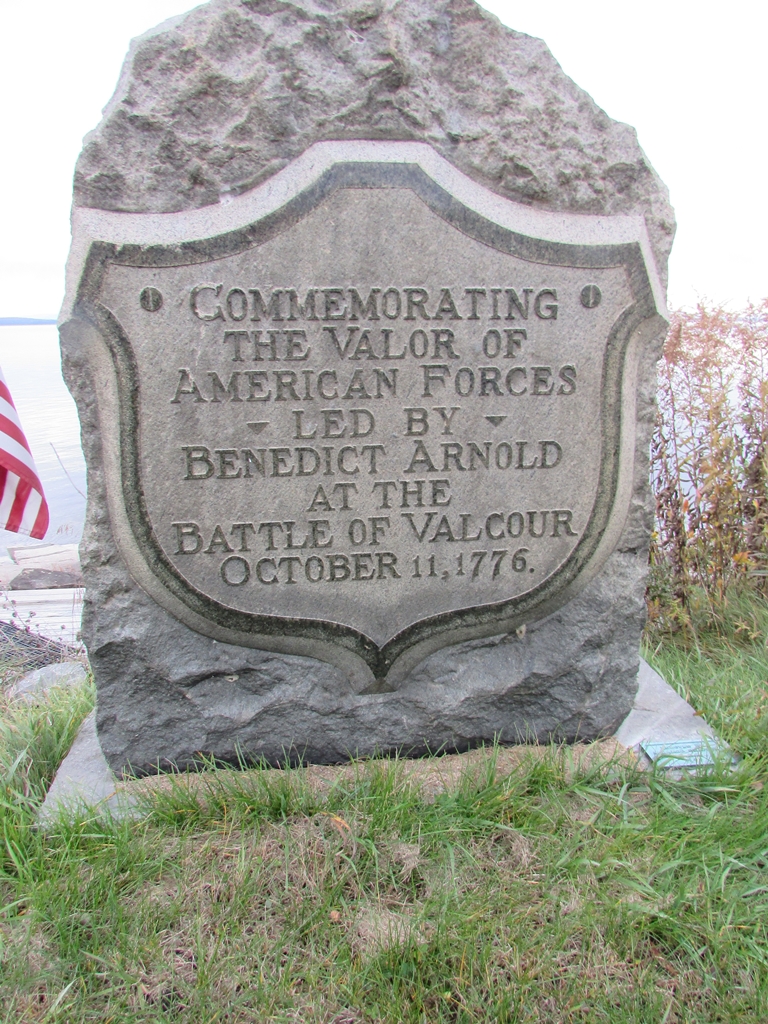 COMMEMORATING
THE VALOR OF
AMERICAN FORCES
LED BY
BENEDICT ARNOLD
AT THE
BATTLE OF VALCOUR
OCTOBER 11, 1776.